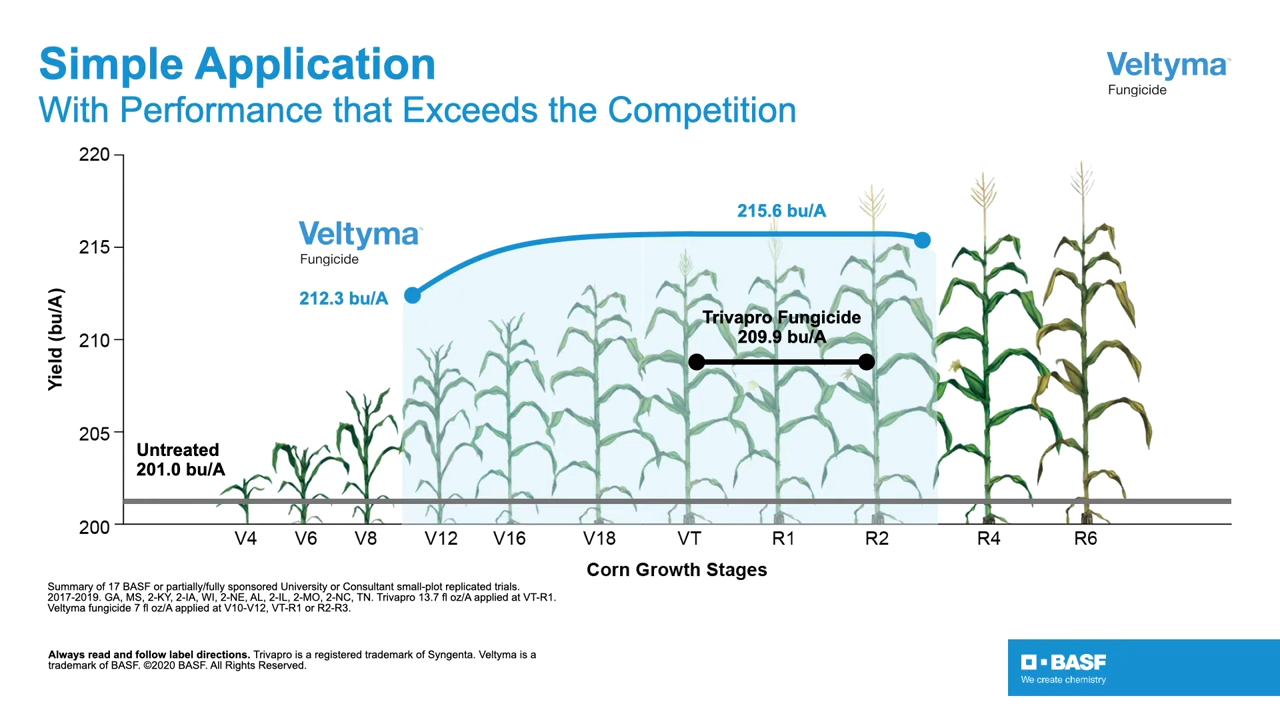 Simple Application
With Performance that Exceeds the Competition
Veltyma™
Fungicide
220
215
210
205
200
Yield (bu/A)
Veltyma™
Fungicide
212.3 bu/A
215.6 bu/A
Trivapro Fungicide
209.9 bu/A
Untreated
201.0 bu/A
V4 V6 V8 V12 V16 V18 VT R1 R2 R4 R6
Corn Growth Stages
Summary of 17 BASF or partially/fully sponsored University or Consultant small-plot replicated trials.
2017-2019. GA, MS, 2-KY, 2-IA, WI, 2-NE, AL, 2-IL, 2-MO, 2-NC, TN. Trivapro 13.7 fl oz/A applied at VT-R1.
Veltyma fungicide 7 fl oz/A applied at V10-V12, VT-R1 or R2-R3.
Always read and follow label directions. Trivapro is a registered trademark of Syngenta. Veltyma is a
trademark of BASF. ©2020 BASF. All Rights Reserved.
BASF
We create chemistry